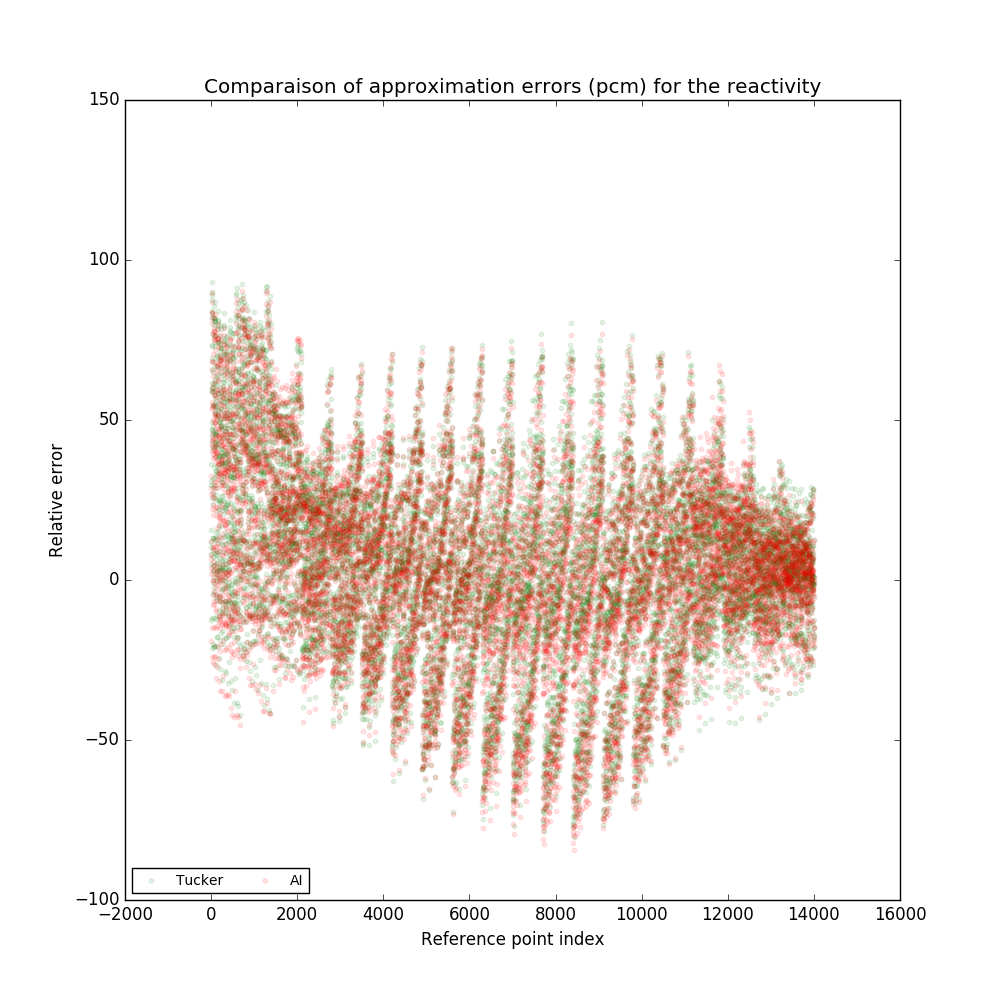 Comparaison of approximation errors (pcm) for the reactivity
150
100
50
0
−50
−100
Relative error
Tucker AI
−2000 0 2000 4000 6000 8000 10000 12000 14000 16000
Reference point index